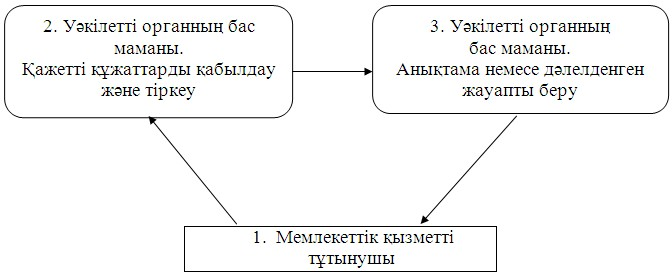 2. Уәкілетті органның бас
маманы.
Қажетті құжаттарды қабылдау
және тіркеу
3. Уәкілетті органның
бас маманы.
Анықтама немесе дәлелденген
жауапты беру
1. Мемлекеттік қызметті
тұтынушы